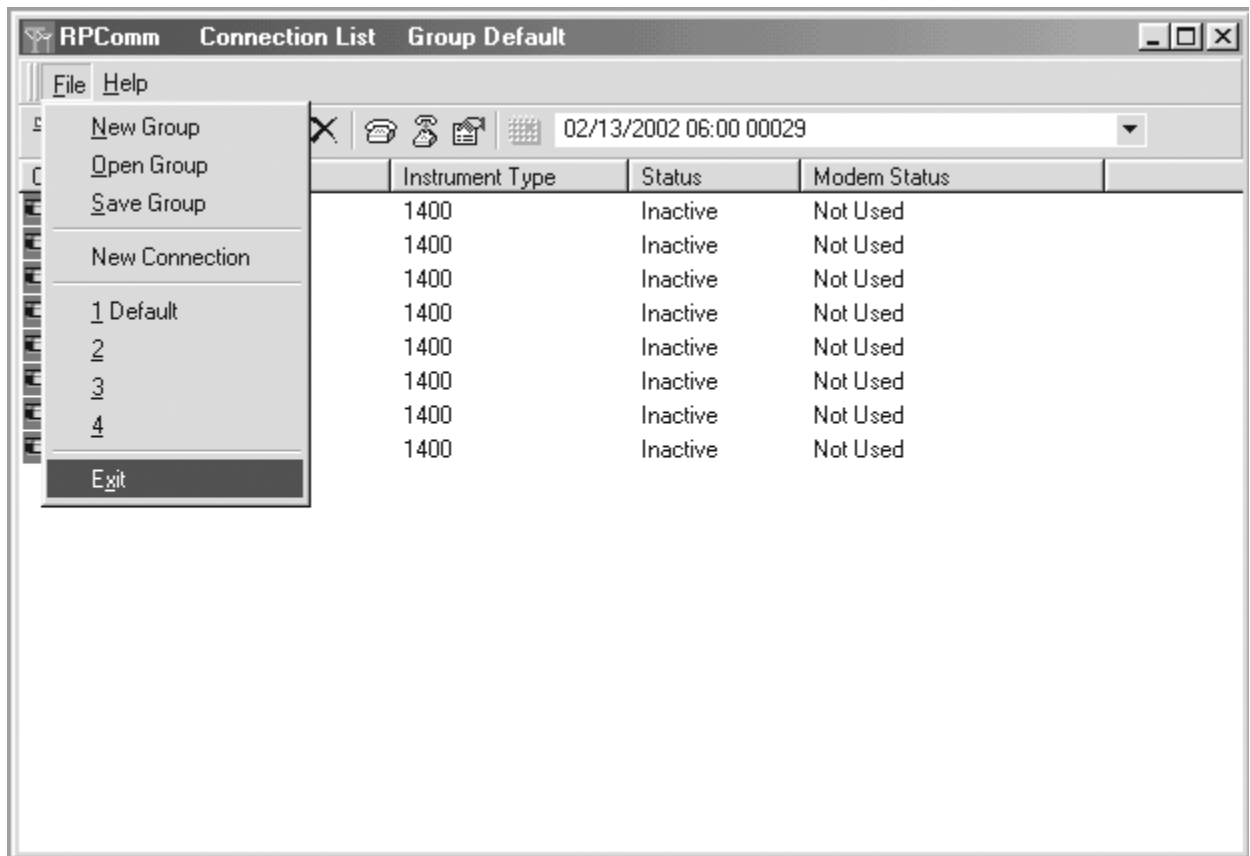 RPComm Connection List Group Default
File Help
New Group
Open Group
Save Group
New Connection
1 Default
2
3
4
Exit
02/13/2002 06:00 00029
Instrument Type Status Modem Status
1400 Inactive Not Used
1400 Inactive Not Used
1400 Inactive Not Used
1400 Inactive Not Used
1400 Inactive Not Used
1400 Inactive Not Used
1400 Inactive Not Used
1400 Inactive Not Used